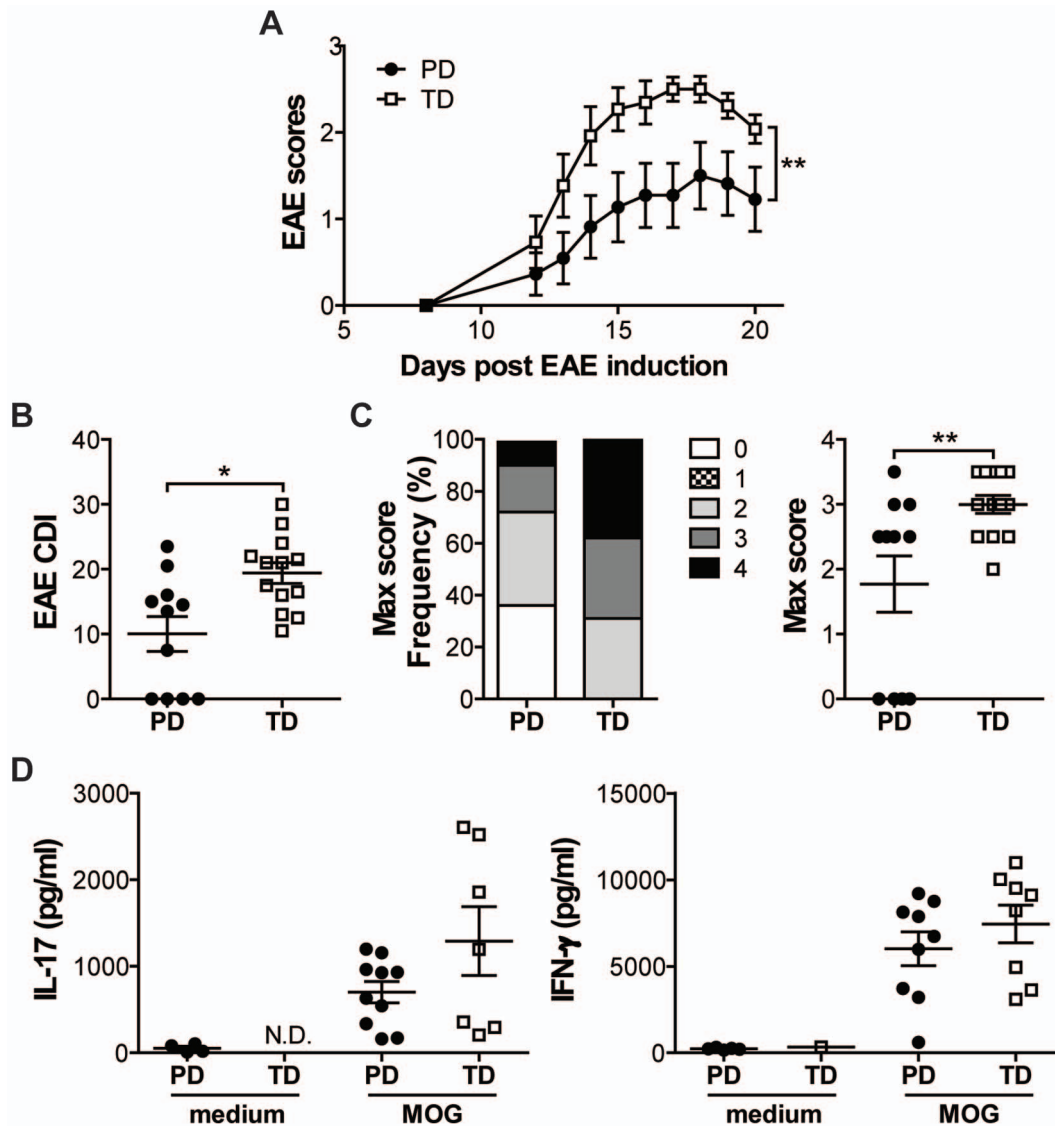 A
EAE scores
3
2
1
0
PD
TD
**
5
10
15
20
Days post EAE induction
B
EAE CDI
40
30
20
10
0
*
PD
TD
C
Max score
Frequency (%)
100
80
60
40
20
0
PD
TD
0
1
2
3
4
Max score
4
3
2
1
0
**
PD
TD
D
IL-17 (pg/ml)
3000
2000
1000
0
N.D.
PD
TD
PD
TD
medium
MOG
IFN-γ (pg/ml)
15000
10000
5000
0
PD
TD
PD
TD
medium
MOG